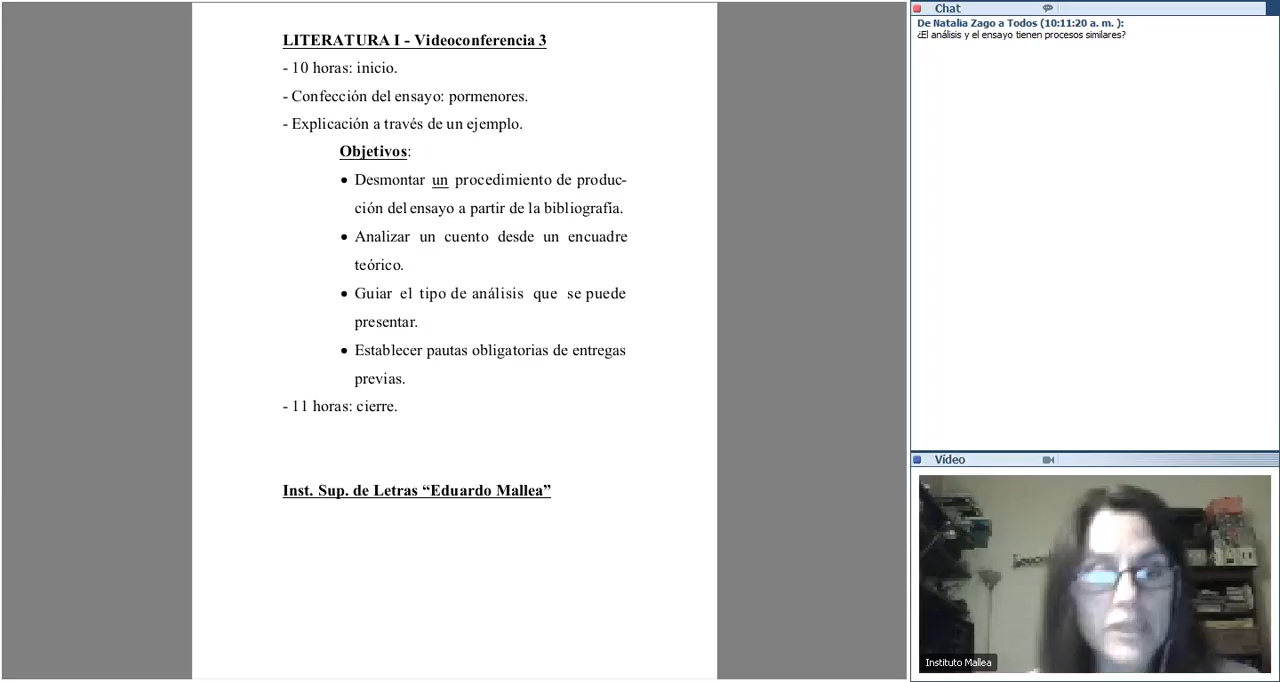 LITERATURA I - Videoconferencia 3
- 10 horas: inicio.
- Confección del ensayo: pormenores.
- Explicación a través de un ejemplo.
Objetivos:
• Desmontar un procedimiento de produc-
ción del ensayo a partir de la bibliografía.
• Analizar un cuento desde un encuadre
teórico.
• Guiar el tipo de análisis que se puede
presentar.
• Establecer pautas obligatorias de entregas
previas.
- 11 horas: cierre.
Inst. Sup. de Letras “Eduardo Mallea”
Chat
De Natalia Zago a Todos (10:11:20 a. m. ):
¿El análisis y el ensayo tienen procesos similares?
Vídeo
Instituto Mallea